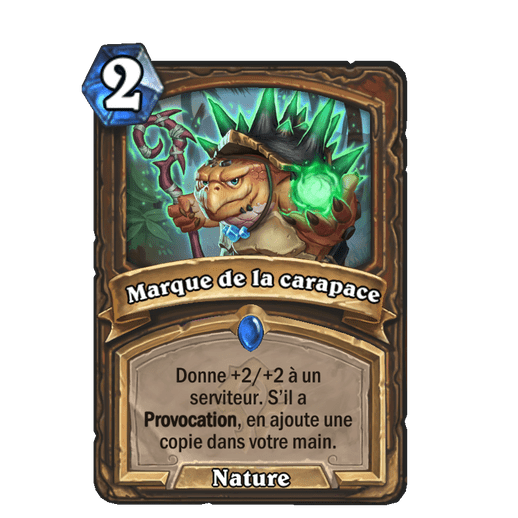 2
Marque de la carapace
Donne +2/+2 à un
serviteur. S'il a
Provocation, en ajoute une
copie dans votre main.
Nature